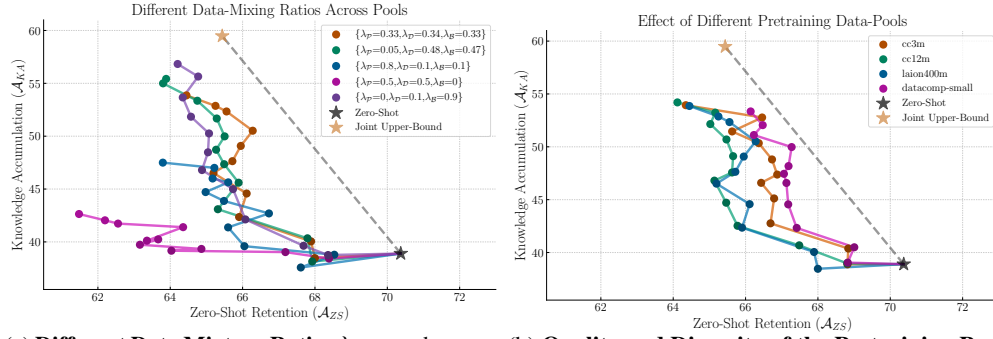 Different Data-Mixing Ratios Across Pools
Knowledge Accumulation (𝒜_KA)
60
55
50
45
40
{λ_𝒫=0.33,λ_𝒟=0.34,λ_ℬ=0.33}
{λ_𝒫=0.05,λ_𝒟=0.48,λ_ℬ=0.47}
{λ_𝒫=0.8,λ_𝒟=0.1,λ_ℬ=0.1}
{λ_𝒫=0.5,λ_𝒟=0.5,λ_ℬ=0}
{λ_𝒫=0,λ_𝒟=0.1,λ_ℬ=0.9}
Zero-Shot
Joint Upper-Bound
62 64 66 68 70 72
Zero-Shot Retention (𝒜_ZS)
Effect of Different Pretraining Data-Pools
Knowledge Accumulation (𝒜_KA)
60
55
50
45
40
cc3m
cc12m
laion400m
datacomp-small
Zero-Shot
Joint Upper-Bound
62 64 66 68 70 72
Zero-Shot Retention (𝒜_ZS)